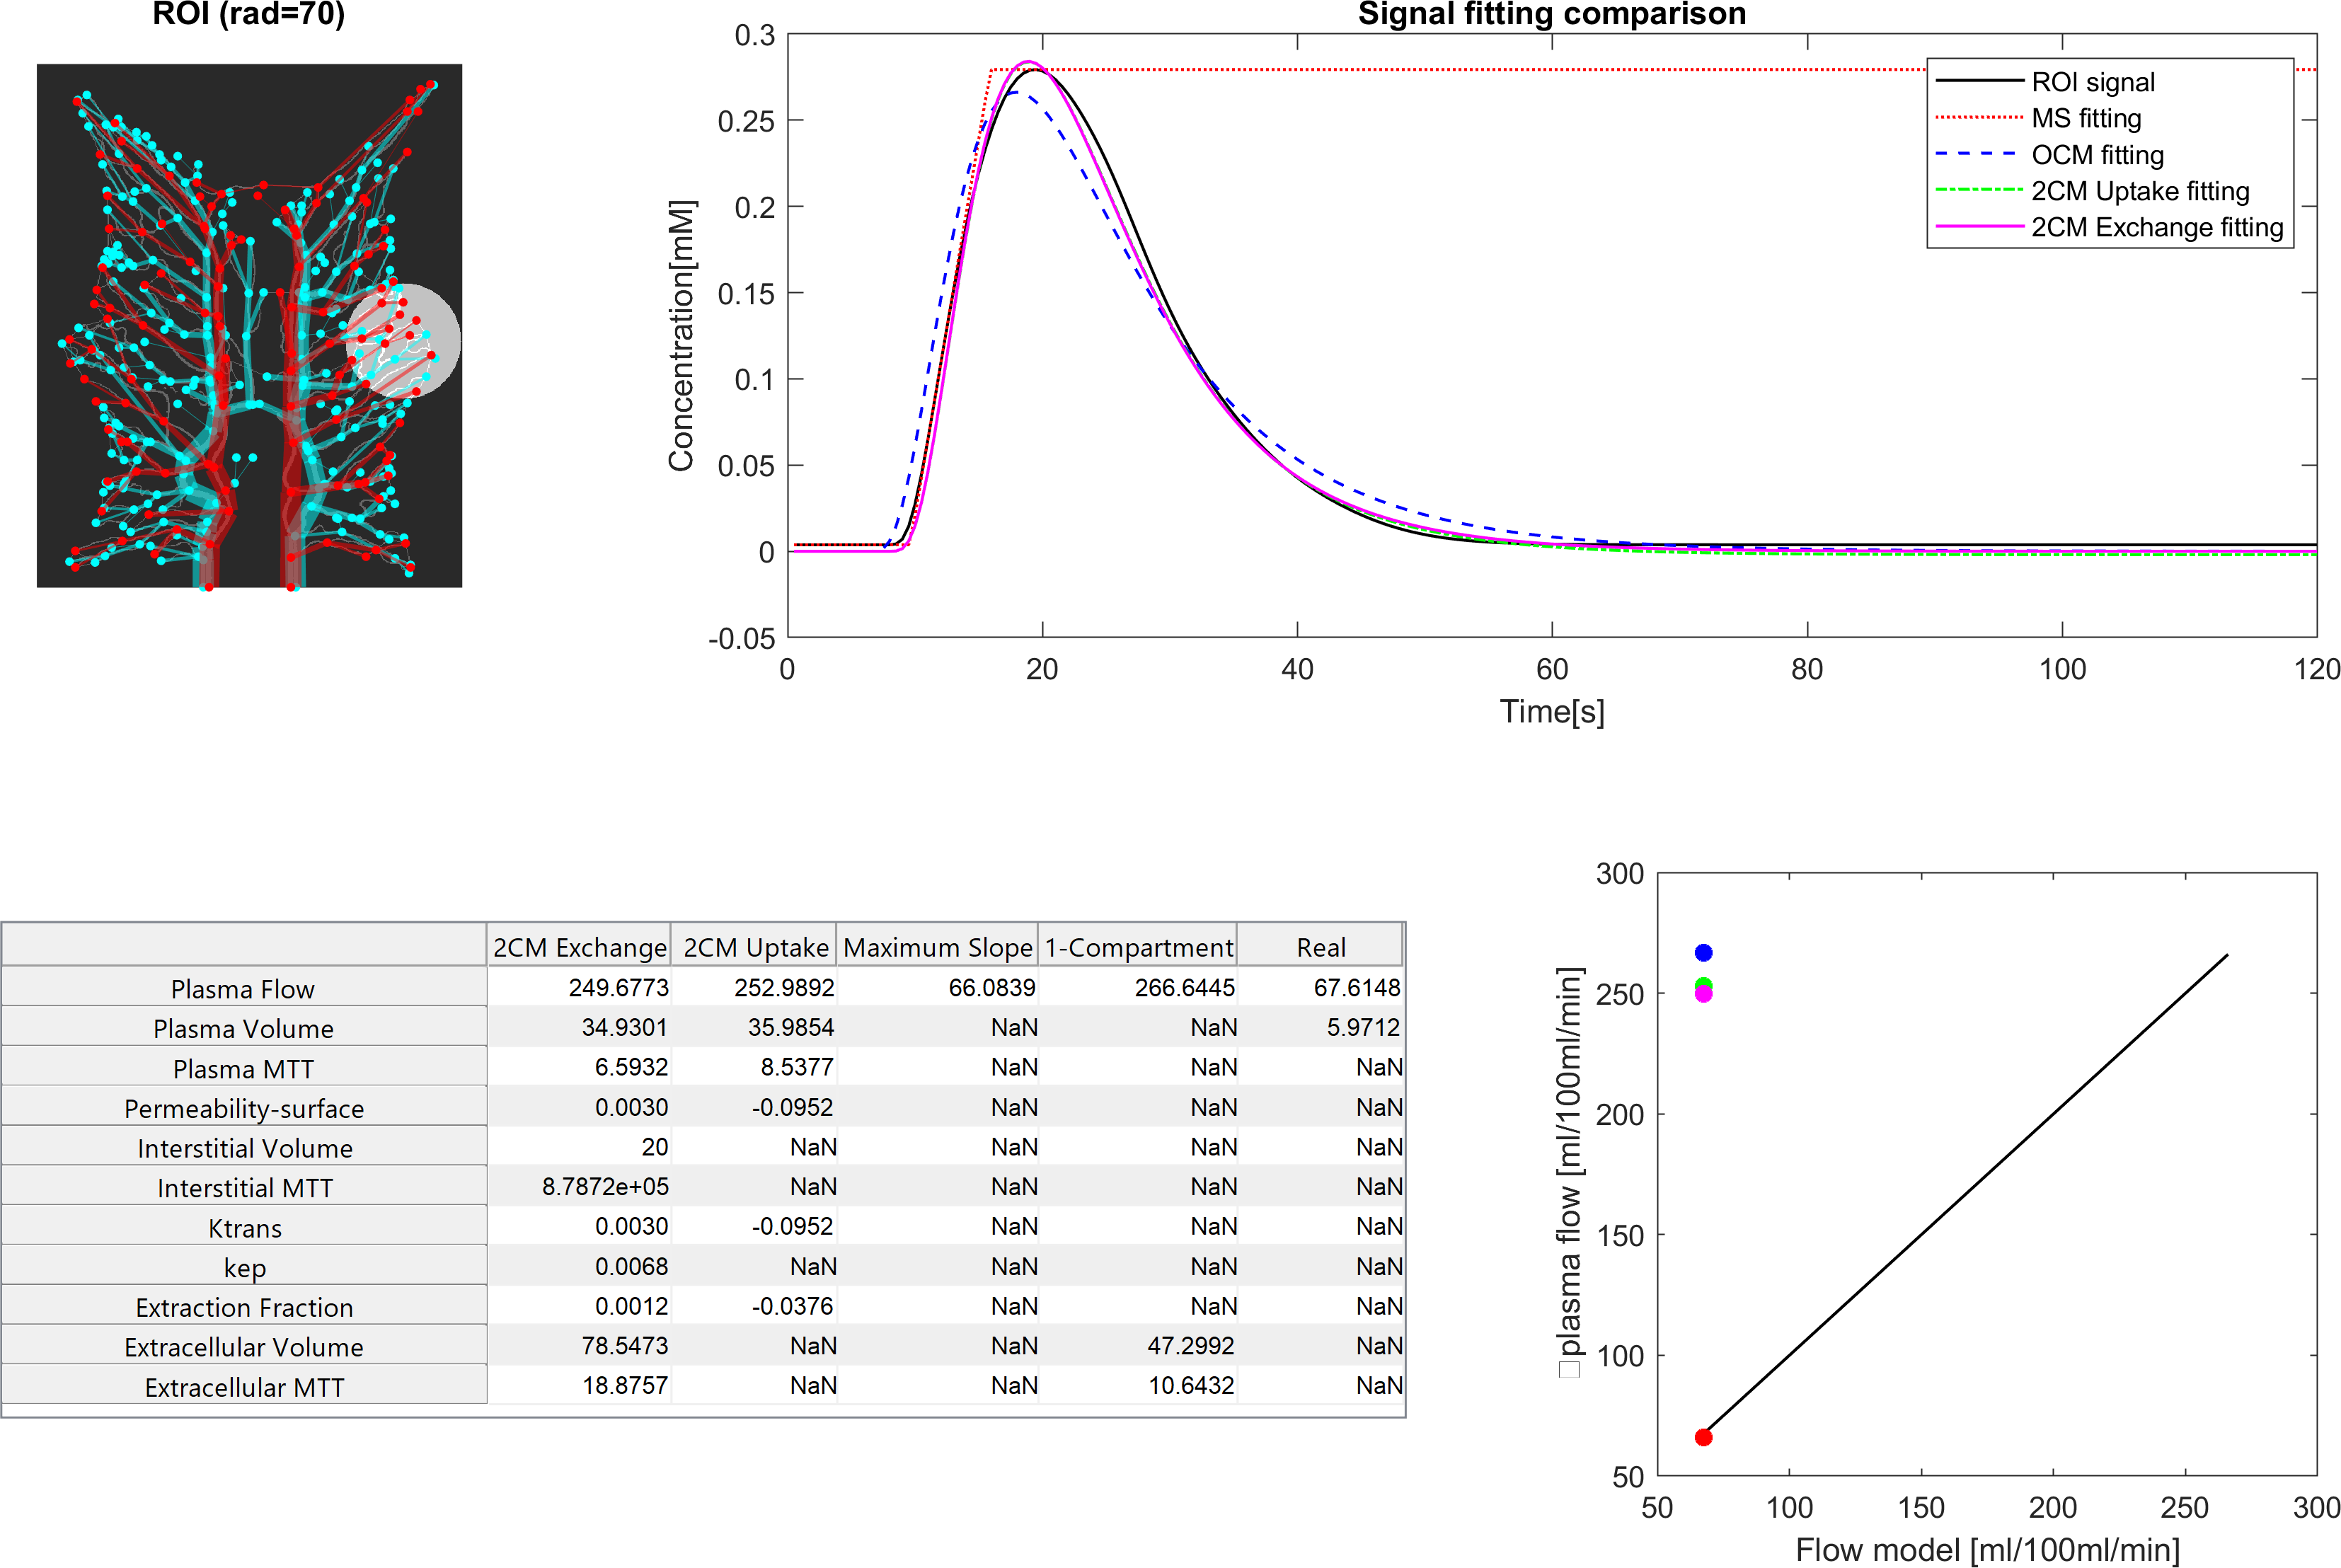 ROI (rad=70)
Signal fitting comparison
0.3
0.25
0.2
0.15
0.1
0.05
0
-0.05
Concentration[mM]
0 20 40 60 80 100 120
Time[s]
ROI signal
MS fitting
OCM fitting
2CM Uptake fitting
2CM Exchange fitting
2CM Exchange 2CM Uptake Maximum Slope 1-Compartment Real
Plasma Flow 249.6773 252.9892 66.0839 266.6445 67.6148
Plasma Volume 34.9301 35.9854 NaN NaN 5.9712
Plasma MTT 6.5932 8.5377 NaN NaN NaN
Permeability-surface 0.0030 -0.0952 NaN NaN NaN
Interstitial Volume 20 NaN NaN NaN NaN
Interstitial MTT 8.7872e+05 NaN NaN NaN NaN
Ktrans 0.0030 -0.0952 NaN NaN NaN
kep 0.0068 NaN NaN NaN NaN
Extraction Fraction 0.0012 -0.0376 NaN NaN NaN
Extracellular Volume 78.5473 NaN NaN 47.2992 NaN
Extracellular MTT 18.8757 NaN NaN 10.6432 NaN
300
250
200
150
100
50
□plasma flow [ml/100ml/min]
50 100 150 200 250 300
Flow model [ml/100ml/min]